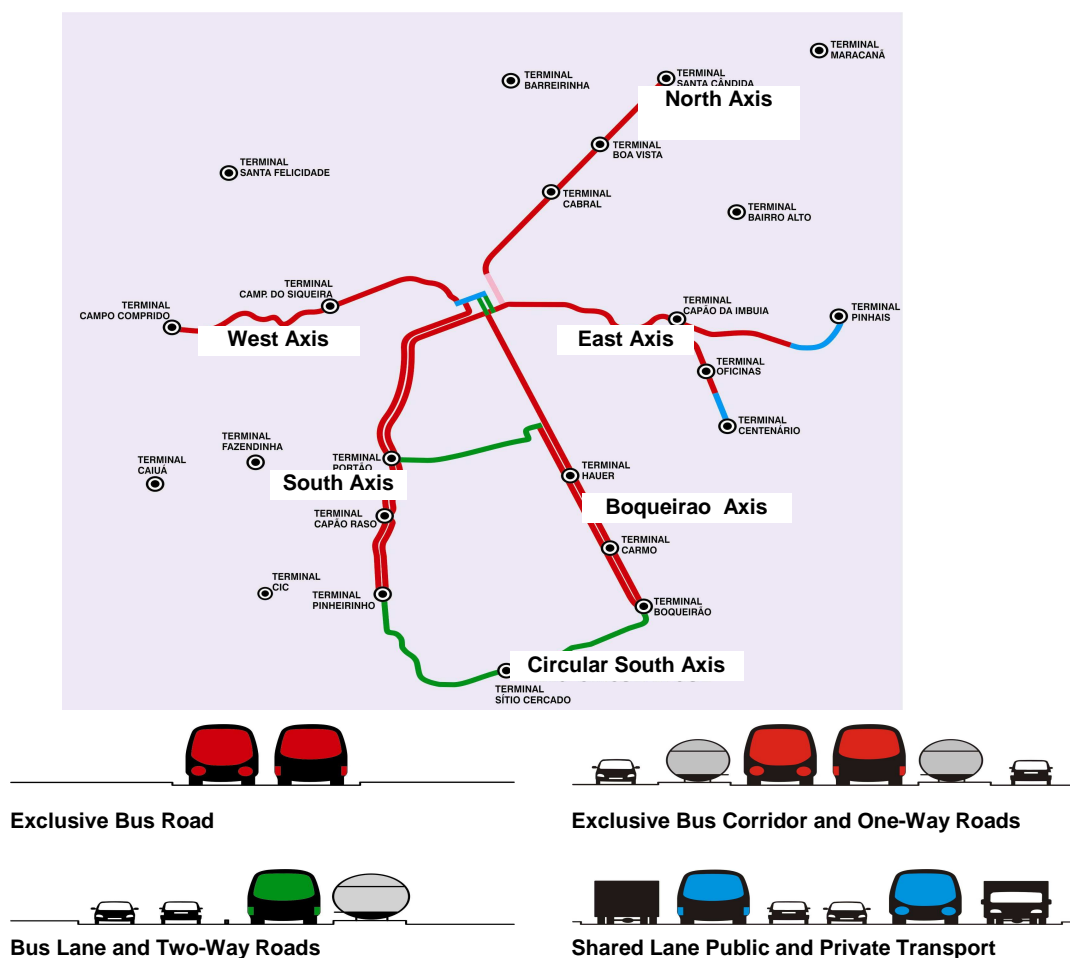 TERMINAL
MARACANÃ
TERMINAL
BARREIRINHA
TERMINAL
SANTA CÂNDIDA
North Axis
TERMINAL
BOA VISTA
TERMINAL
SANTA FELICIDADE
TERMINAL
CABRAL
TERMINAL
BAIRRO ALTO
TERMINAL
CAMP. DO SIQUEIRA
TERMINAL
CAMPO COMPRIDO
West Axis
TERMINAL
CAPÃO DA IMBUIA
TERMINAL
PINHAIS
East Axis
TERMINAL
OFICINAS
TERMINAL
CENTENÁRIO
TERMINAL
FAZENDINHA
TERMINAL
CAIUÁ
TERMINAL
PORTÃO
South Axis
TERMINAL
HAUER
Boqueirao Axis
TERMINAL
CAPÃO RASO
TERMINAL
CARMO
TERMINAL
CIC
TERMINAL
PINHEIRINHO
TERMINAL
BOQUEIRÃO
Circular South Axis
TERMINAL
SÍTIO CERCADO
Exclusive Bus Road
Exclusive Bus Corridor and One-Way Roads
Bus Lane and Two-Way Roads
Shared Lane Public and Private Transport